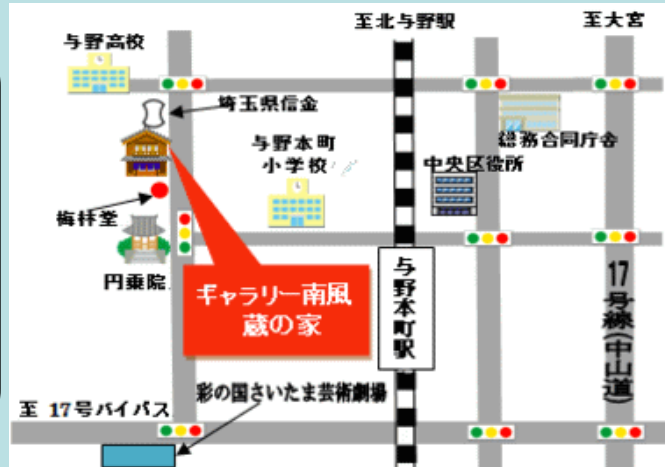 至北与野駅
至大宮
与野高校
埼玉県信金
与野本町
小学校
総務合同庁舎
中央区役所
梅林堂
円乗院
ギャラリー南風
蔵の家
与野本町駅
17号線(中山道)
彩の国さいたま芸術劇場
至 17号バイパス